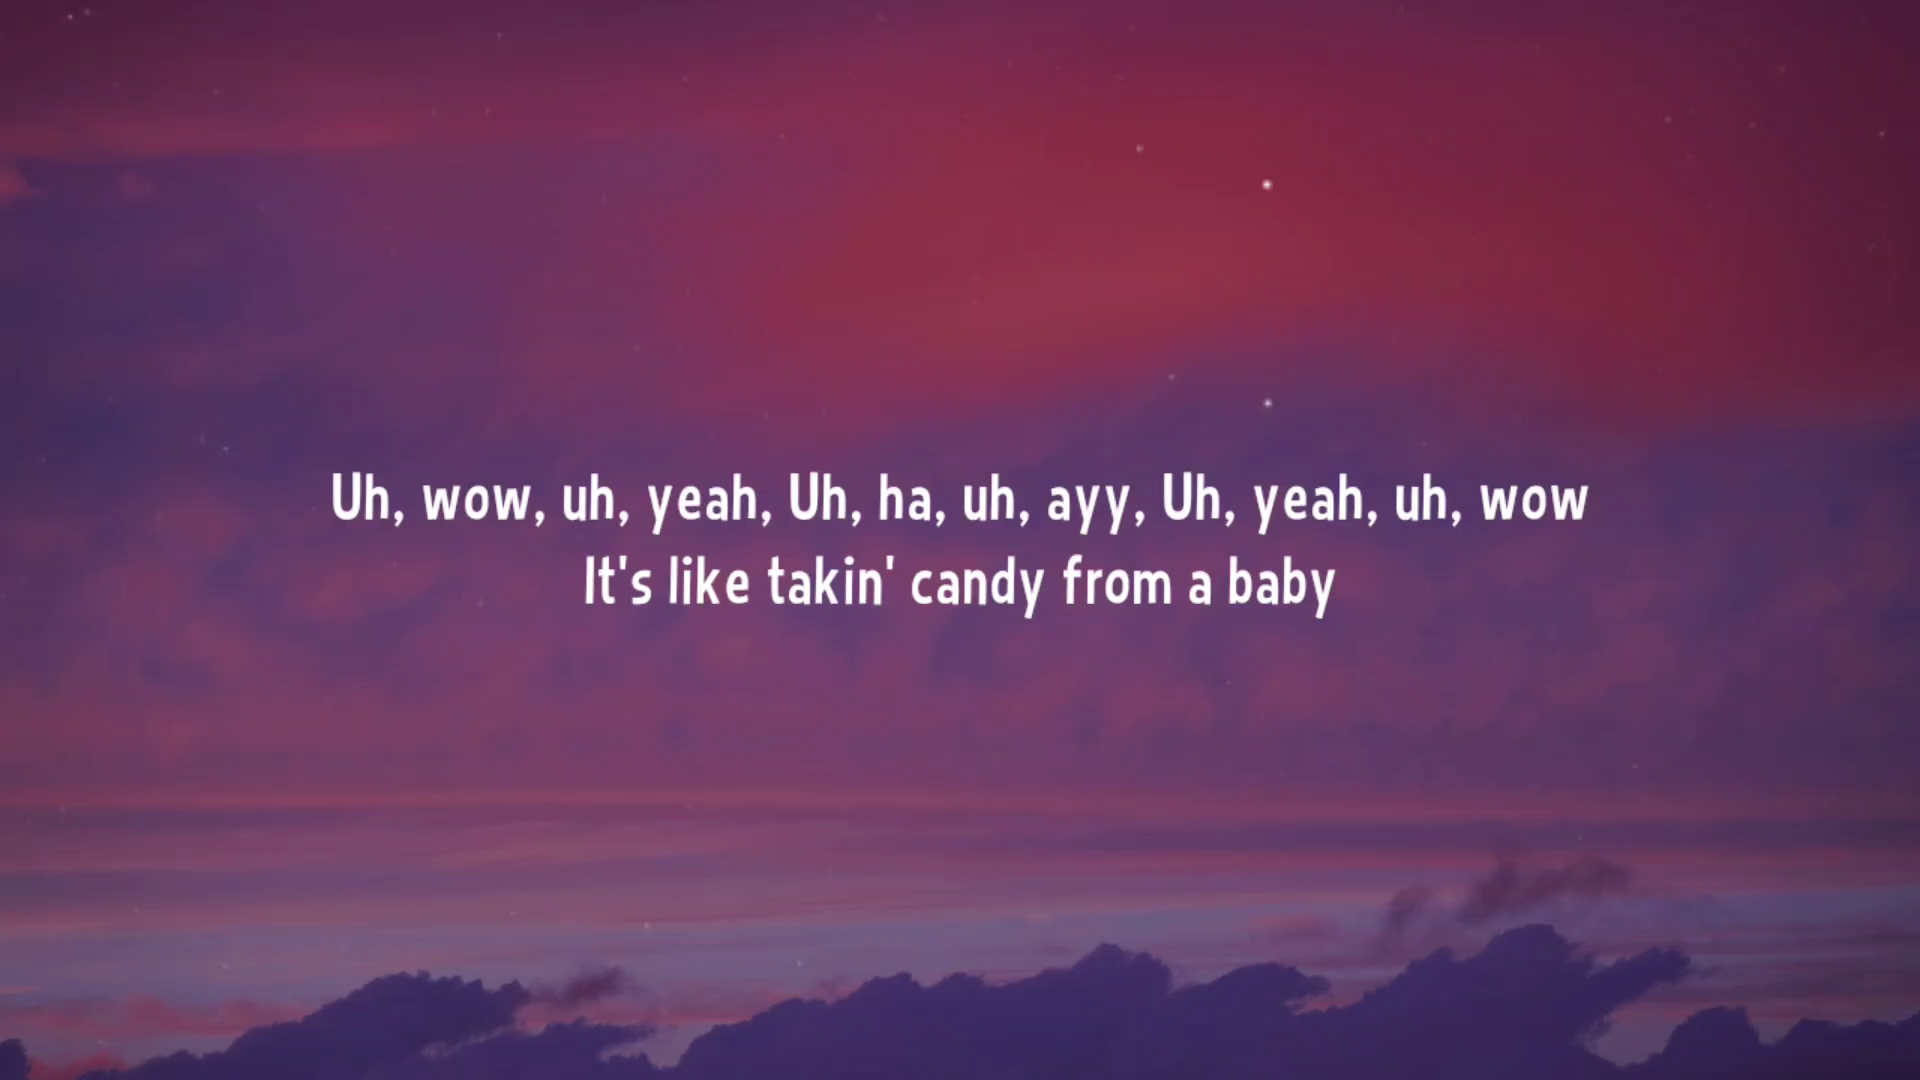 Uh, wow, uh, yeah, Uh, ha, uh, ayy, Uh, yeah, uh, wow
It's like takin' candy from a baby